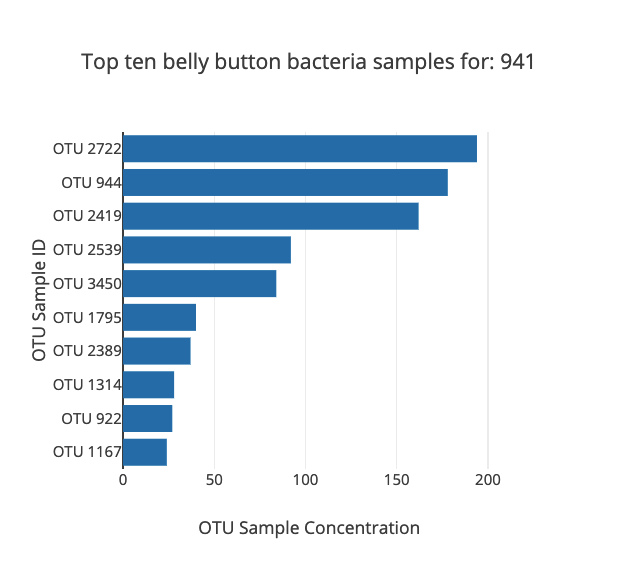 Top ten belly button bacteria samples for: 941
OTU Sample ID
OTU 2722
OTU 944
OTU 2419
OTU 2539
OTU 3450
OTU 1795
OTU 2389
OTU 1314
OTU 922
OTU 1167
0 50 100 150 200
OTU Sample Concentration